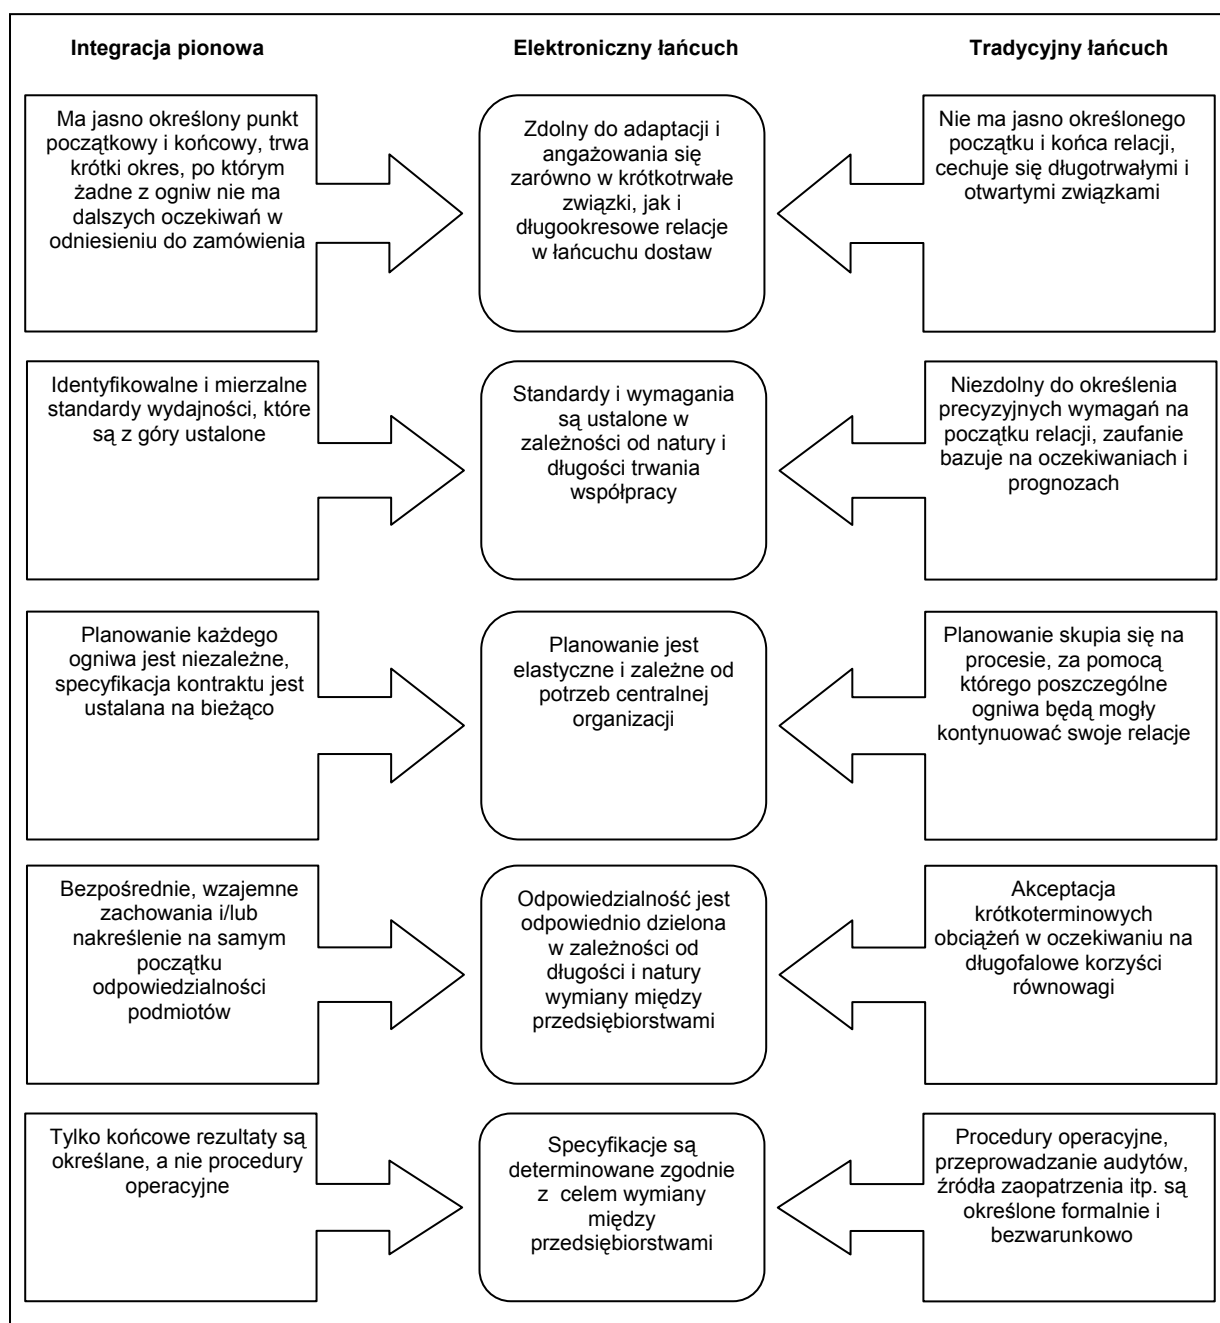 Integracja pionowa
Elektroniczny łańcuch
Tradycyjny łańcuch
Ma jasno określony punkt
początkowy i końcowy, trwa
krótki okres, po którym
żadne z ogniw nie ma
dalszych oczekiwań w
odniesieniu do zamówienia
Zdolny do adaptacji i
angażowania się
zarówno w krótkotrwałe
związki, jak i
długookresowe relacje
w łańcuchu dostaw
Nie ma jasno określonego
początku i końca relacji,
cechuje się długotrwałymi i
otwartymi związkami
Identyfikowalne i mierzalne
standardy wydajności, które
są z góry ustalone
Standardy i wymagania
są ustalone w
zależności od natury i
długości trwania
współpracy
Niezdolny do określenia
precyzyjnych wymagań na
początku relacji, zaufanie
bazuje na oczekiwaniach i
prognozach
Planowanie każdego
ogniwa jest niezależne,
specyfikacja kontraktu jest
ustalana na bieżąco
Planowanie jest
elastyczne i zależne od
potrzeb centralnej
organizacji
Planowanie skupia się na
procesie, za pomocą
którego poszczególne
ogniwa będą mogły
kontynuować swoje relacje
Bezpośrednie, wzajemne
zachowania i/lub
nakreślenie na samym
początku
odpowiedzialności
podmiotów
Odpowiedzialność jest
odpowiednio dzielona
w zależności od
długości i natury
wymiany między
przedsiębiorstwami
Akceptacja
krótkoterminowych
obciążeń w oczekiwaniu na
długofalowe korzyści
równowagi
Tylko końcowe rezultaty są
określane, a nie procedury
operacyjne
Specyfikacje są
determinowane zgodnie
z celem wymiany
między
przedsiębiorstwami
Procedury operacyjne,
przeprowadzanie audytów,
źródła zaopatrzenia itp. są
określone formalnie i
bezwarunkowo